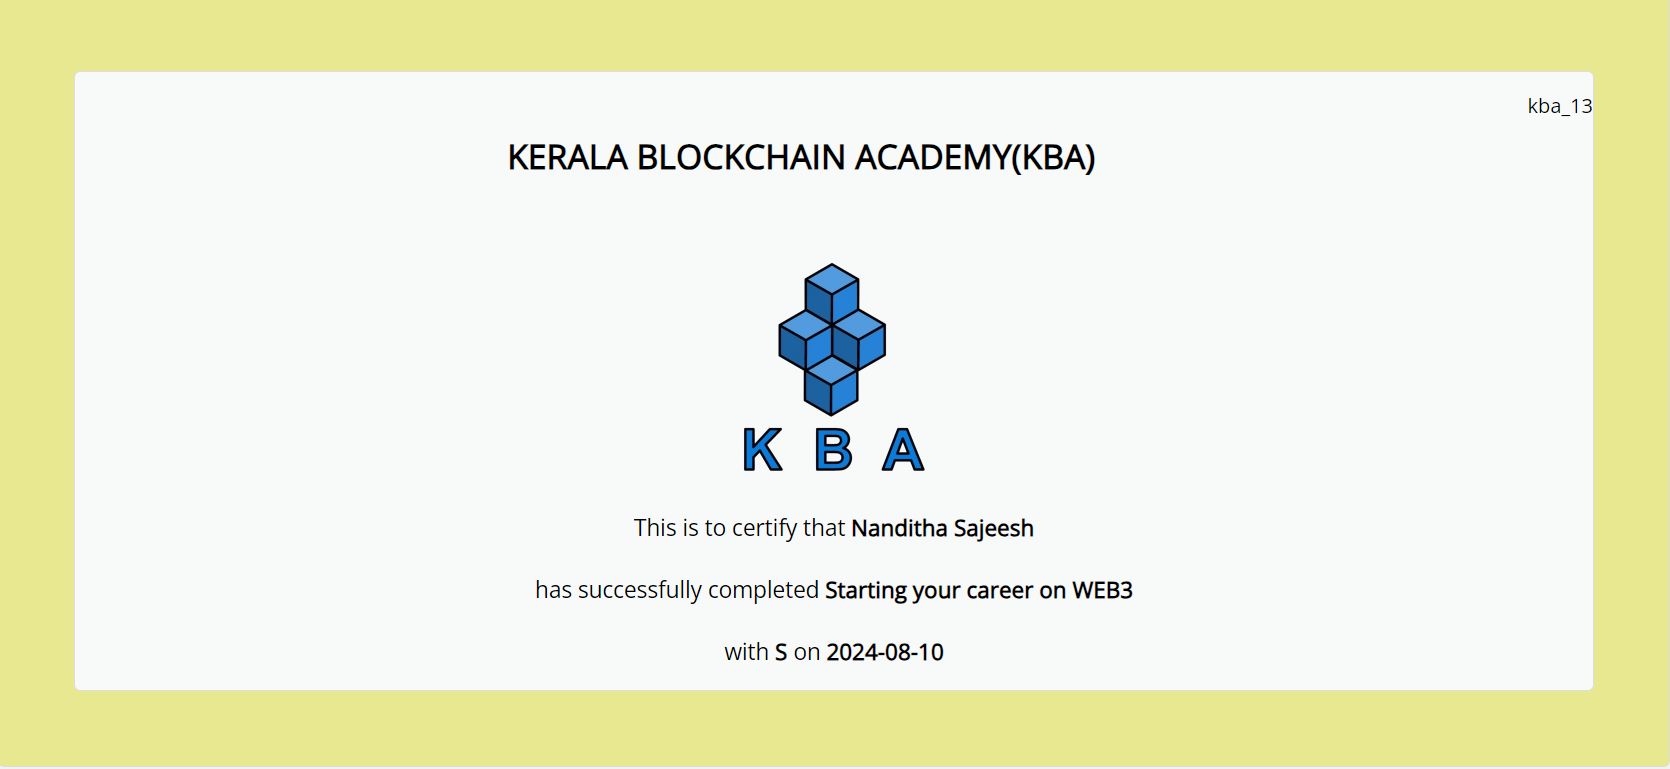 kba_13
KERALA BLOCKCHAIN ACADEMY(KBA)
K B A
This is to certify that Nanditha Sajeesh
has successfully completed Starting your career on WEB3
with S on 2024-08-10